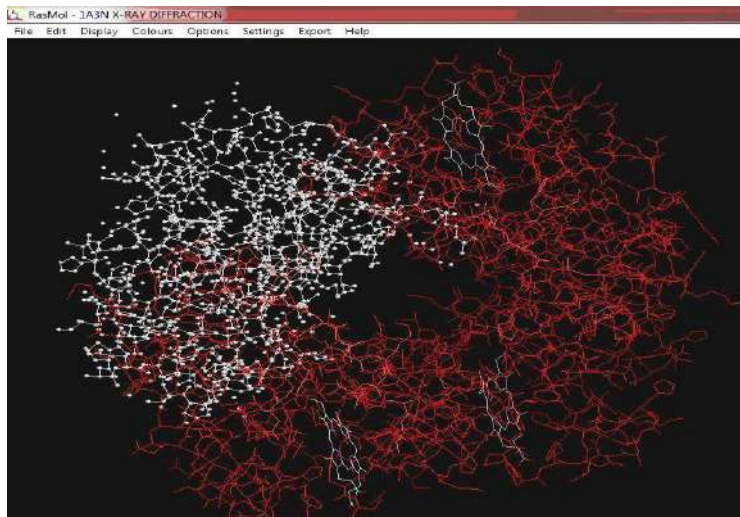 RasMol - 1A3N X-RAY DIFFRACTION
File Edit Display Colours Options Settings Export Help